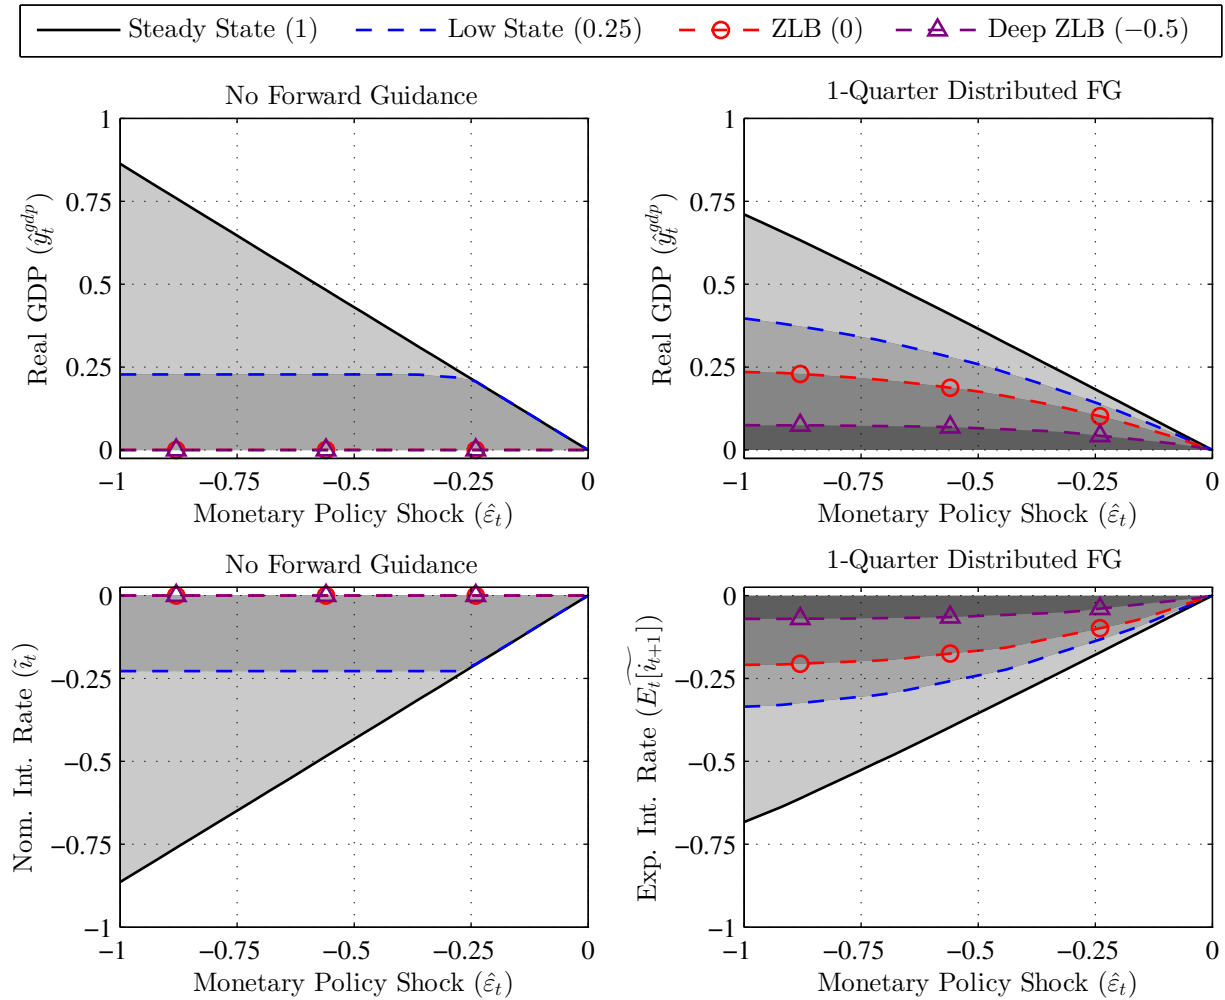 Steady State (1) Low State (0.25) ZLB (0) Deep ZLB (−0.5)
No Forward Guidance
1
0.75
0.5
0.25
0
Real GDP (ŷ_t^{gdp})
−1 −0.75 −0.5 −0.25 0
Monetary Policy Shock (ε̂_t)
1-Quarter Distributed FG
1
0.75
0.5
0.25
0
Real GDP (ŷ_t^{gdp})
−1 −0.75 −0.5 −0.25 0
Monetary Policy Shock (ε̂_t)
No Forward Guidance
0
−0.25
−0.5
−0.75
−1
Nom. Int. Rate (ĩ_t)
−1 −0.75 −0.5 −0.25 0
Monetary Policy Shock (ε̂_t)
1-Quarter Distributed FG
0
−0.25
−0.5
−0.75
−1
Exp. Int. Rate (\widetilde{E_t[i_{t+1}]})
−1 −0.75 −0.5 −0.25 0
Monetary Policy Shock (ε̂_t)